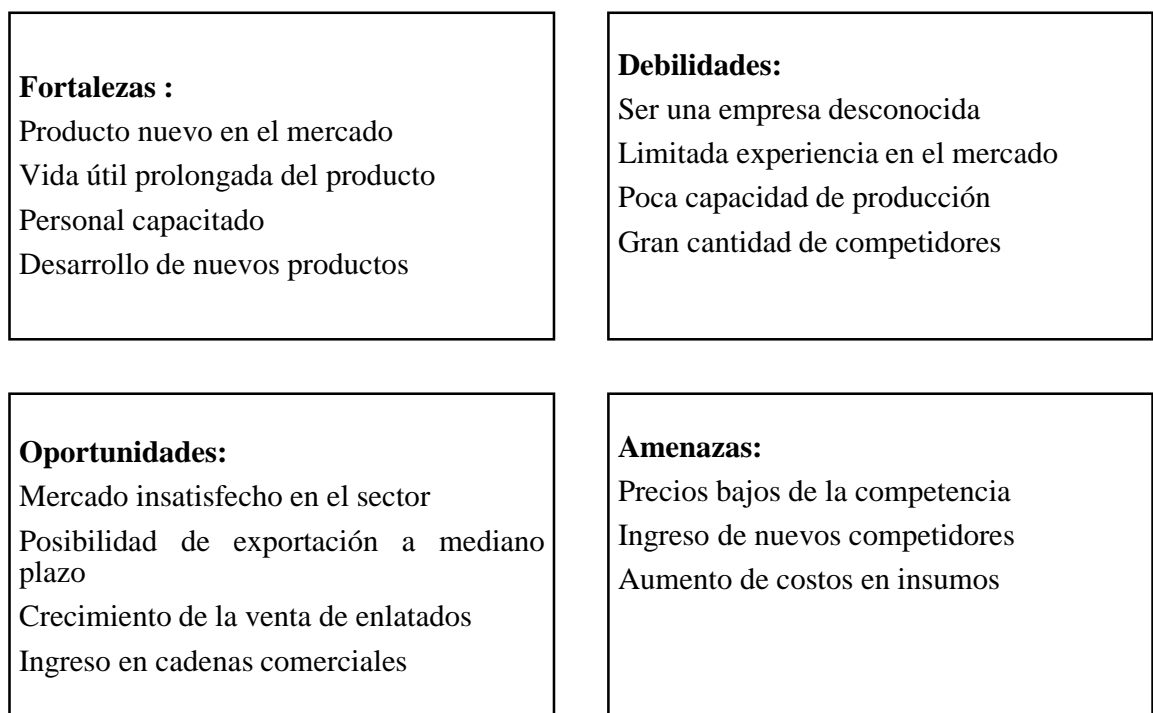 Fortalezas :
Producto nuevo en el mercado
Vida útil prolongada del producto
Personal capacitado
Desarrollo de nuevos productos
Debilidades:
Ser una empresa desconocida
Limitada experiencia en el mercado
Poca capacidad de producción
Gran cantidad de competidores
Oportunidades:
Mercado insatisfecho en el sector
Posibilidad de exportación a mediano
plazo
Crecimiento de la venta de enlatados
Ingreso en cadenas comerciales
Amenazas:
Precios bajos de la competencia
Ingreso de nuevos competidores
Aumento de costos en insumos